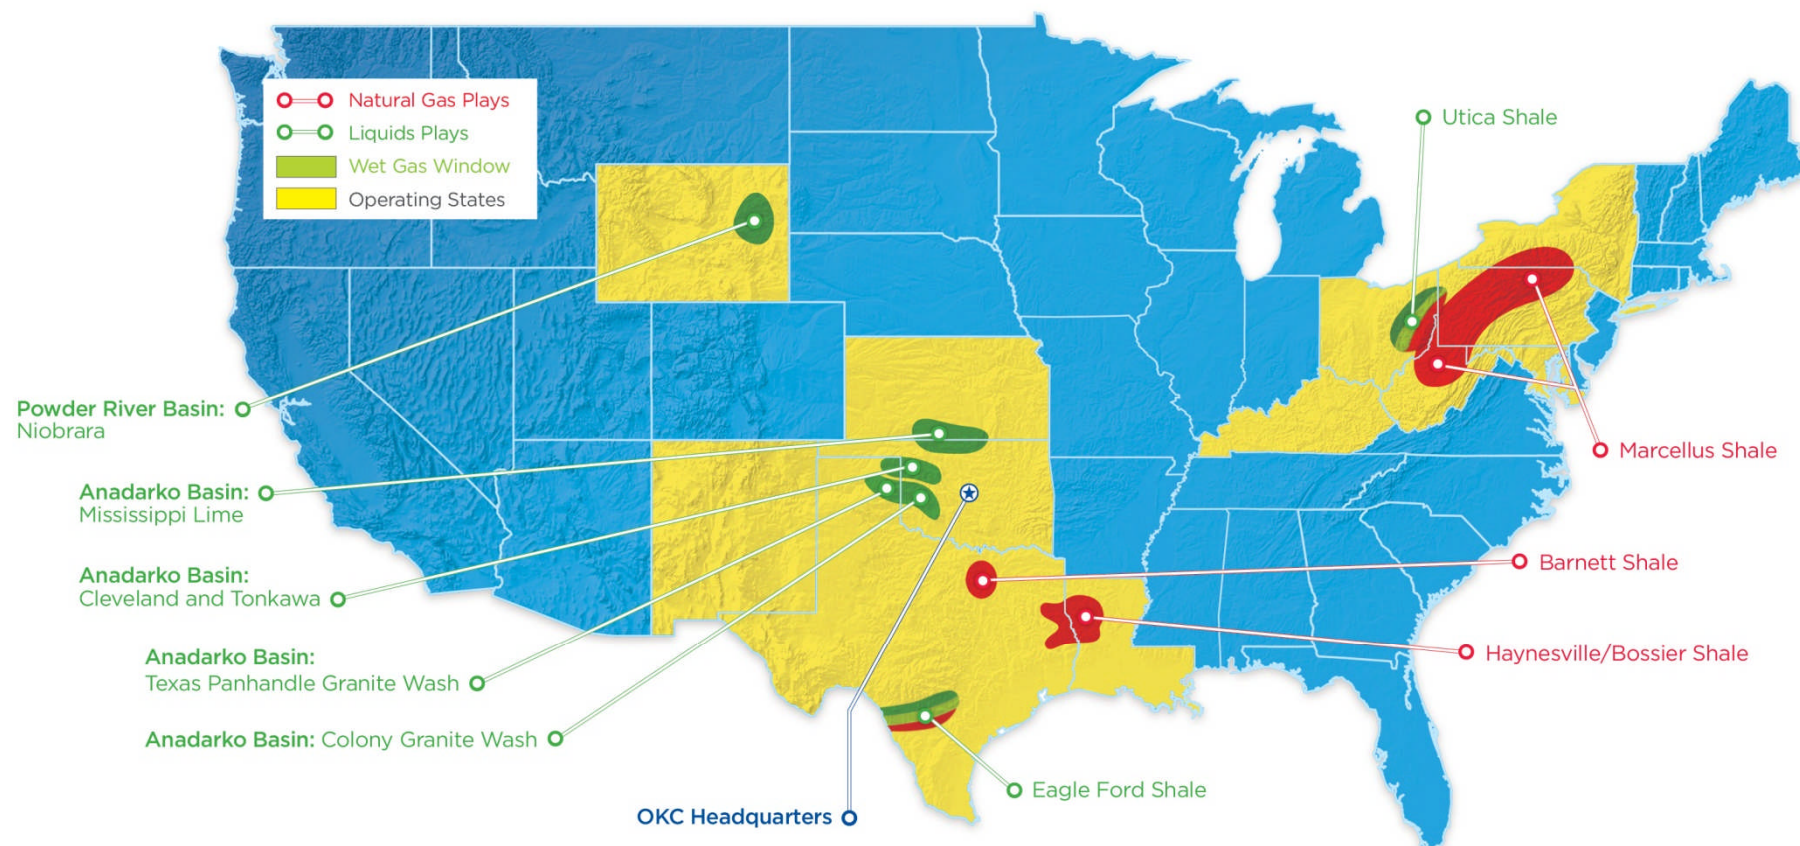 Natural Gas Plays
Liquids Plays
Wet Gas Window
Operating States
Utica Shale
Powder River Basin:
Niobrara
Marcellus Shale
Anadarko Basin:
Mississippi Lime
Barnett Shale
Anadarko Basin:
Cleveland and Tonkawa
Haynesville/Bossier Shale
Anadarko Basin:
Texas Panhandle Granite Wash
Anadarko Basin: Colony Granite Wash
Eagle Ford Shale
OKC Headquarters